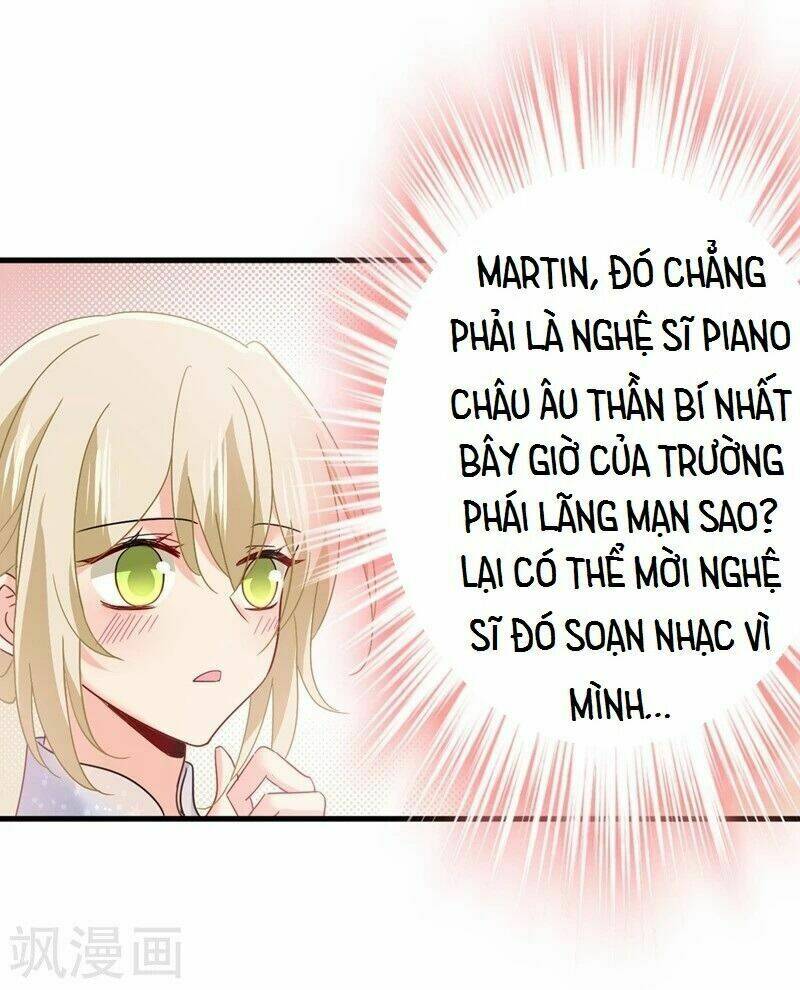 MARTIN, ĐÓ CHẲNG
PHẢI LÀ NGHỆ SĨ PIANO
CHÂU ÂU THẦN BÍ NHẤT
BÂY GIỜ CỦA TRƯỜNG
PHÁI LÃNG MẠN SAO?
LẠI CÓ THỂ MỜI NGHỆ
SĨ ĐÓ SOẠN NHẠC VÌ
MÌNH...
飒漫画